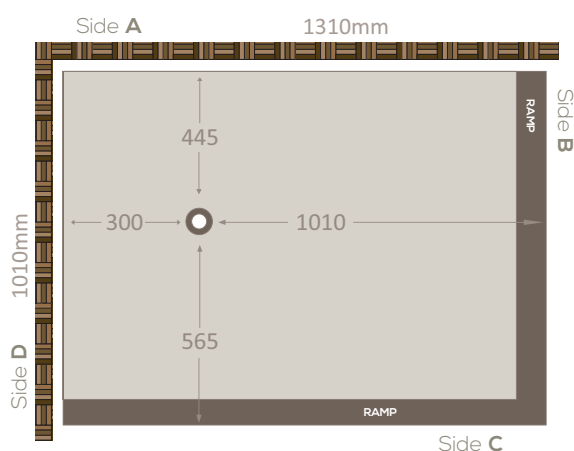 Side A
1310mm
RAMP
Side B
445
300
1010
1010mm
565
Side D
RAMP
Side C